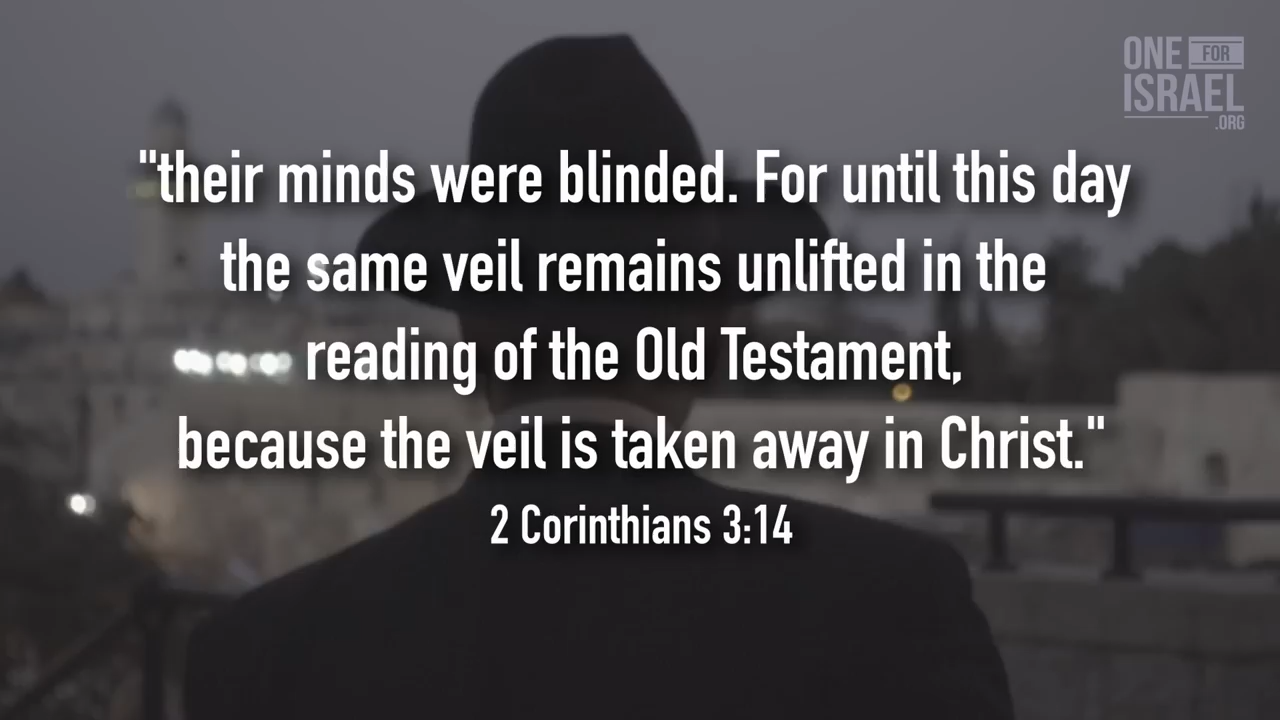 ONE FOR
ISRAEL
.ORG
"their minds were blinded. For until this day
the same veil remains unlifted in the
reading of the Old Testament,
because the veil is taken away in Christ."
2 Corinthians 3:14